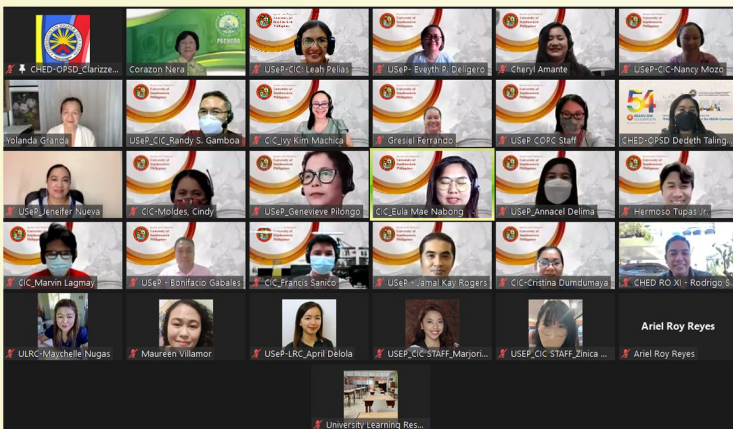 CHED-OPSD_Clarizze...
Corazon Nera
USeP-CIC: Leah Pelias
USeP- Eveyth P. Deligero
Cheryl Amante
USeP-CIC-Nancy Mozo
Yolanda Granda
USeP_CIC_Randy S. Gamboa
CIC_Ivy Kim Machica
Gresiel Ferrando
USeP COPC Staff
54
CHED-OPSD Dedeth Taling...
USeP_Jeneifer Nueva
CIC-Moldes, Cindy
USeP_Genevieve Pilongo
CIC_Eula Mae Nabong
USeP_Annacel Delima
Hermoso Tupas Jr.
CIC_Marvin Lagmay
USeP - Bonifacio Gabales
CIC_Francis Sanico
USeP - Jamal Kay Rogers
CIC-Cristina Dumdumaya
CHED RO XI - Rodrigo S
ULRC-Maychelle Nugas
Maureen Villamor
USeP-LRC_April Delola
USEP_CIC STAFF_Marjori...
USEP_CIC STAFF_Zinica ...
Ariel Roy Reyes
Ariel Roy Reyes
University Learning Res...